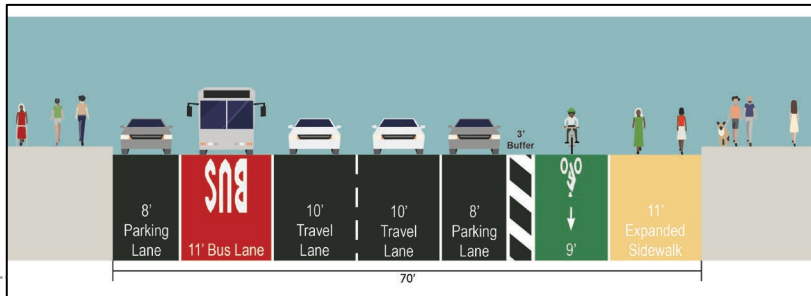 3'
Buffer
BUS
8'
Parking
Lane
11' Bus Lane
10'
Travel
Lane
10'
Travel
Lane
8'
Parking
Lane
9'
11'
Expanded
Sidewalk
70'